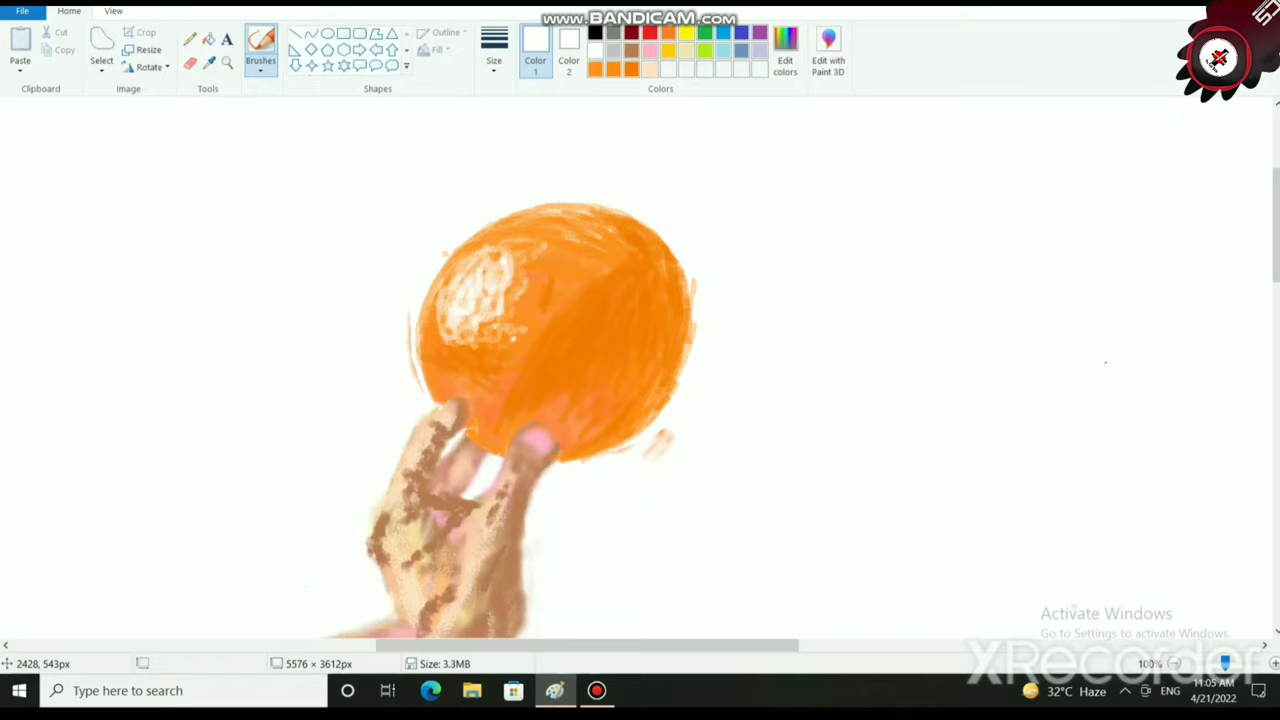 www.BANDICAM.com
File
Home
View
Paste
Cut
Copy
Clipboard
Select
Crop
Resize
Rotate
Image
A
Tools
Brushes
Outline
Fill
Shapes
Size
Color 1
Color 2
Edit colors
Edit with Paint 3D
Colors
Activate Windows
Go to Settings to activate Windows.
XRecorder
2428, 543px
5576 × 3612px
Size: 3.3MB
100%
Type here to search
32°C Haze
ENG
11:05 AM
4/21/2022